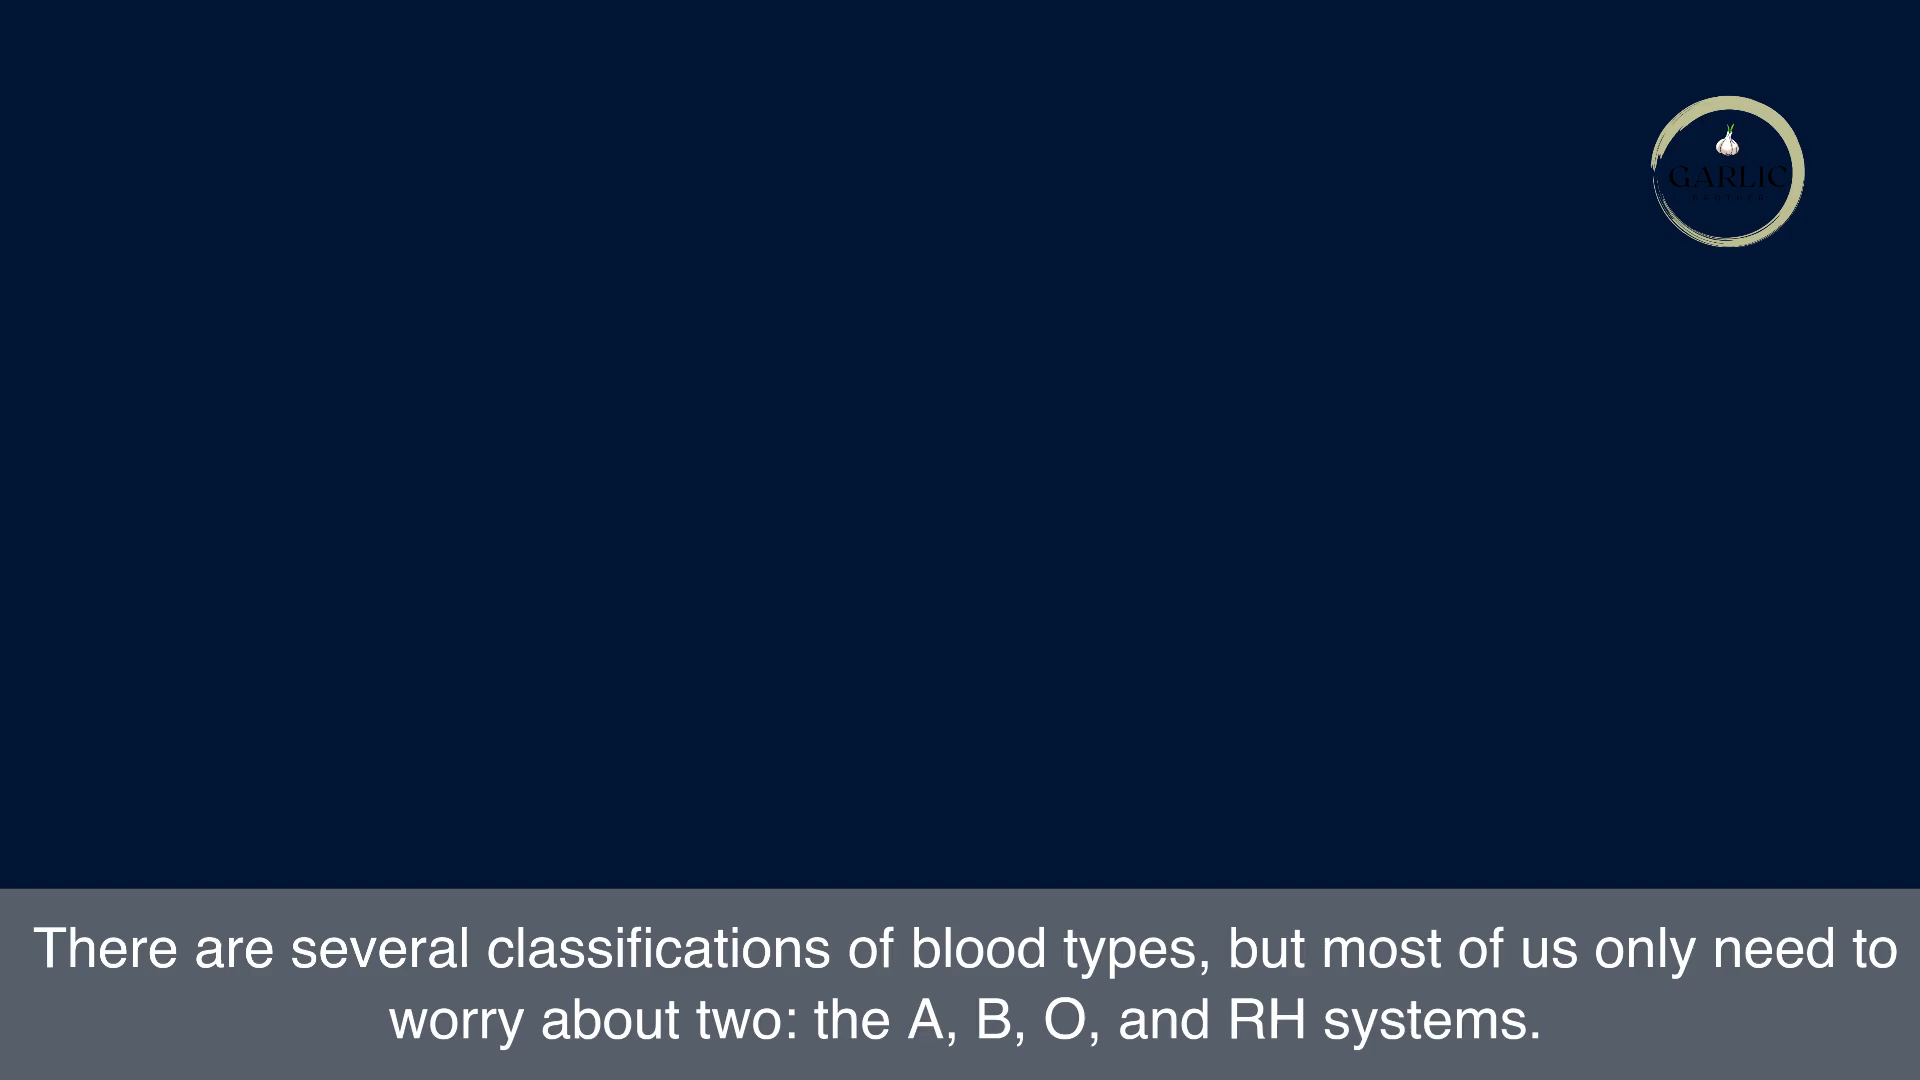 GARLIC
There are several classifications of blood types, but most of us only need to
worry about two: the A, B, O, and RH systems.